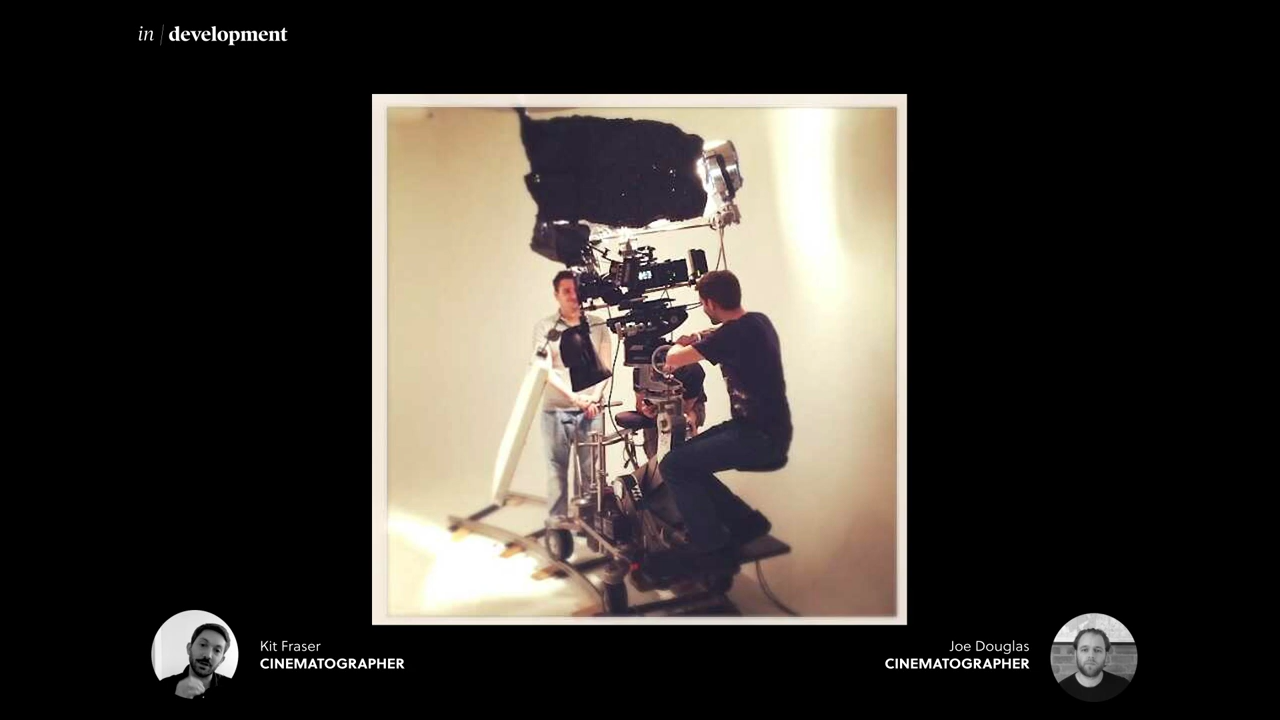 in | development
Kit Fraser
CINEMATOGRAPHER
Joe Douglas
CINEMATOGRAPHER